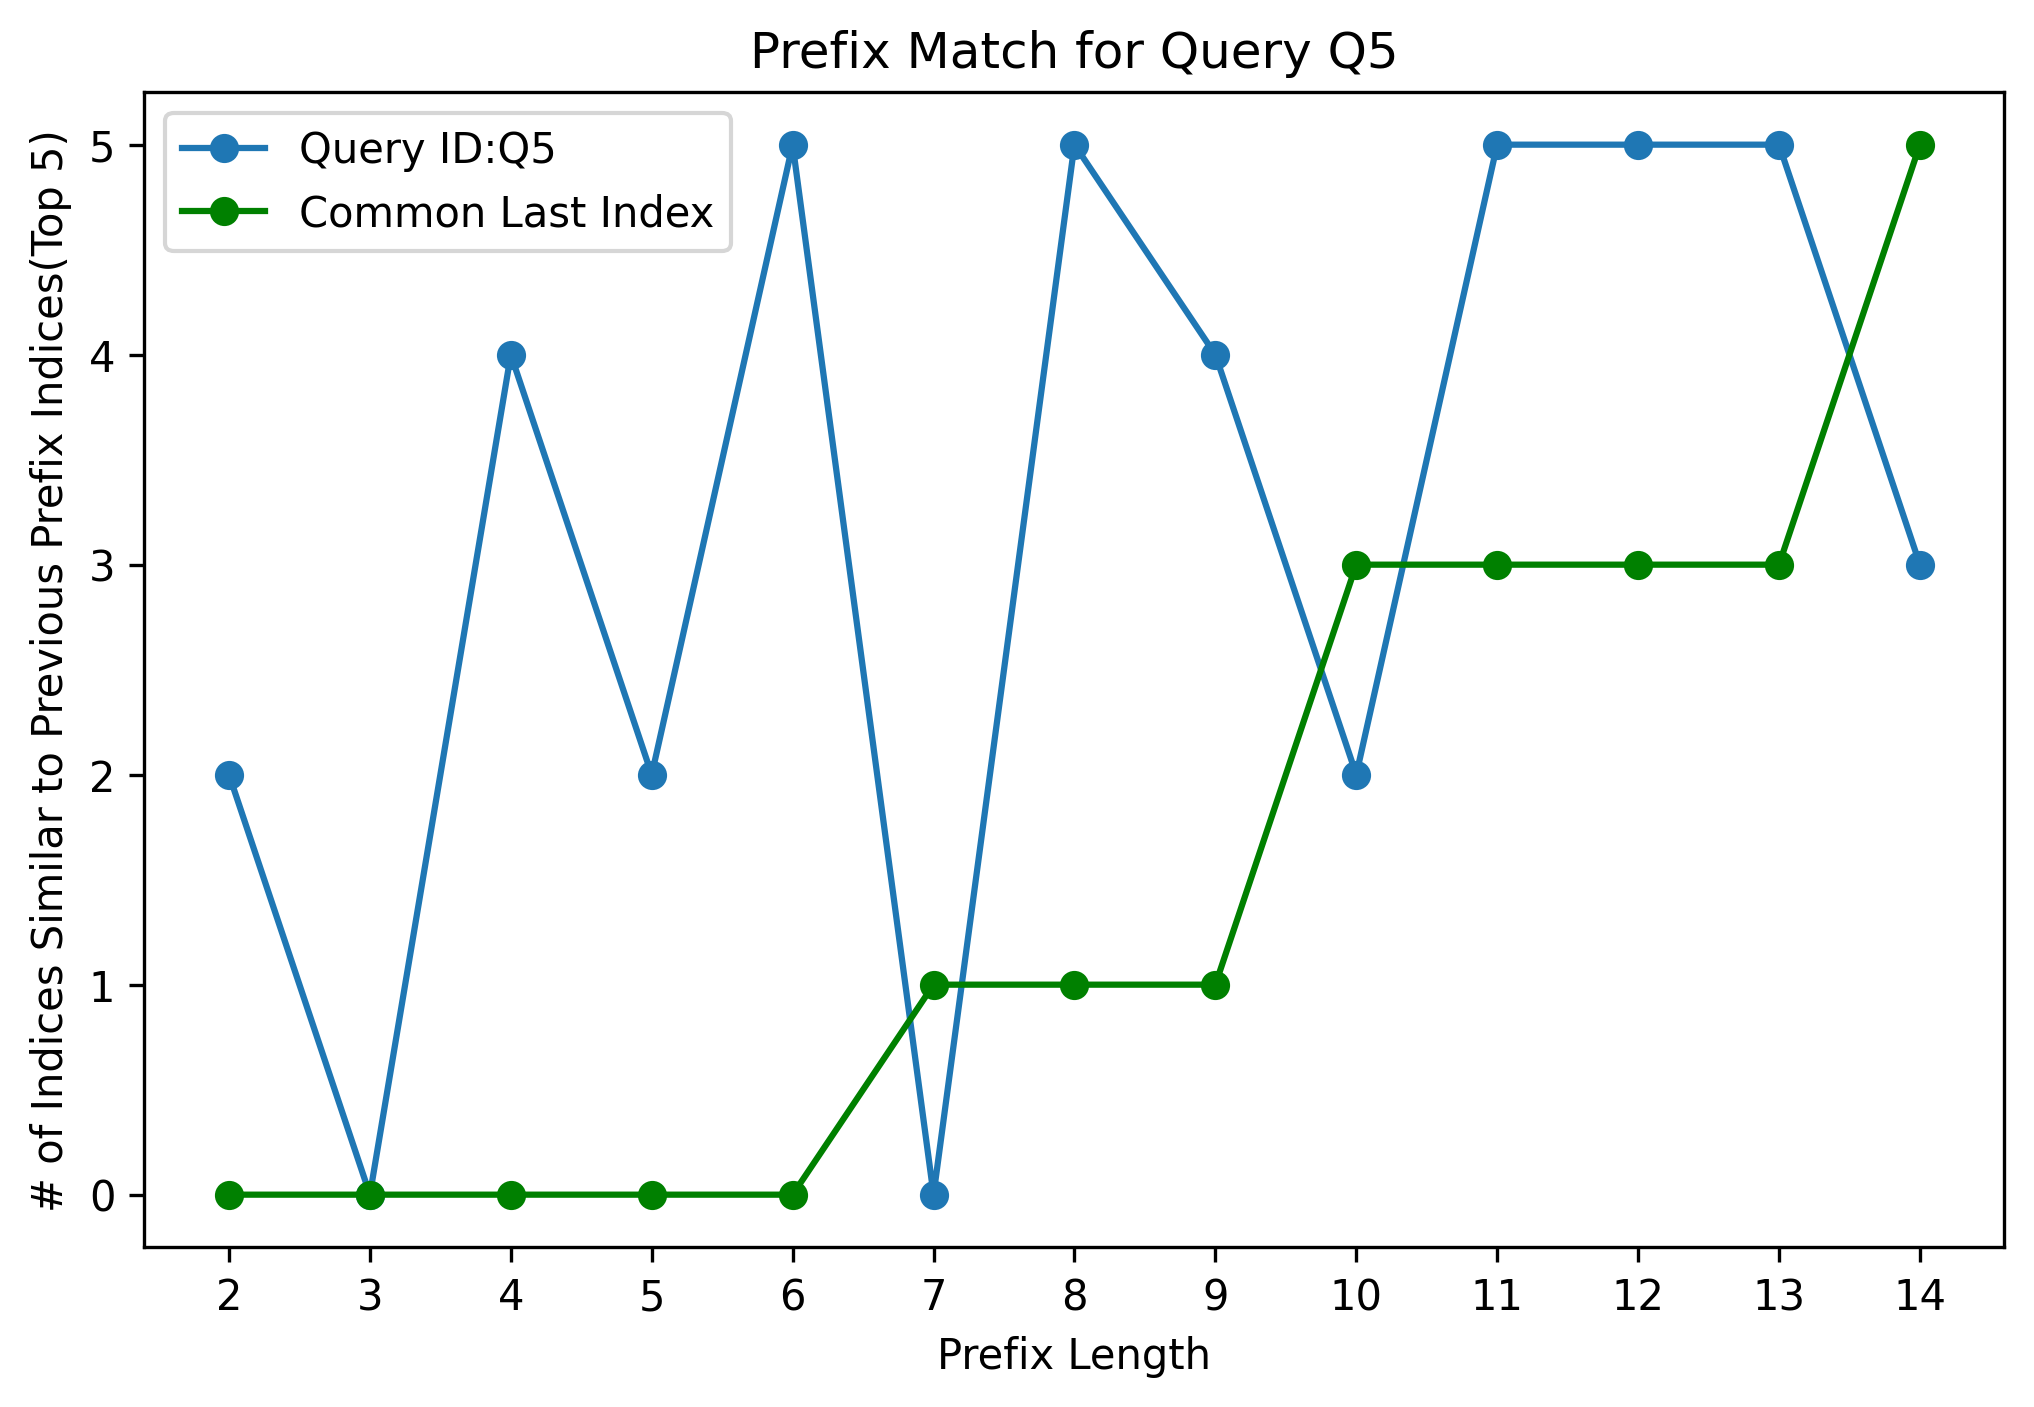 Prefix Match for Query Q5
Query ID:Q5
Common Last Index
# of Indices Similar to Previous Prefix Indices(Top 5)
5
4
3
2
1
0
2 3 4 5 6 7 8 9 10 11 12 13 14
Prefix Length